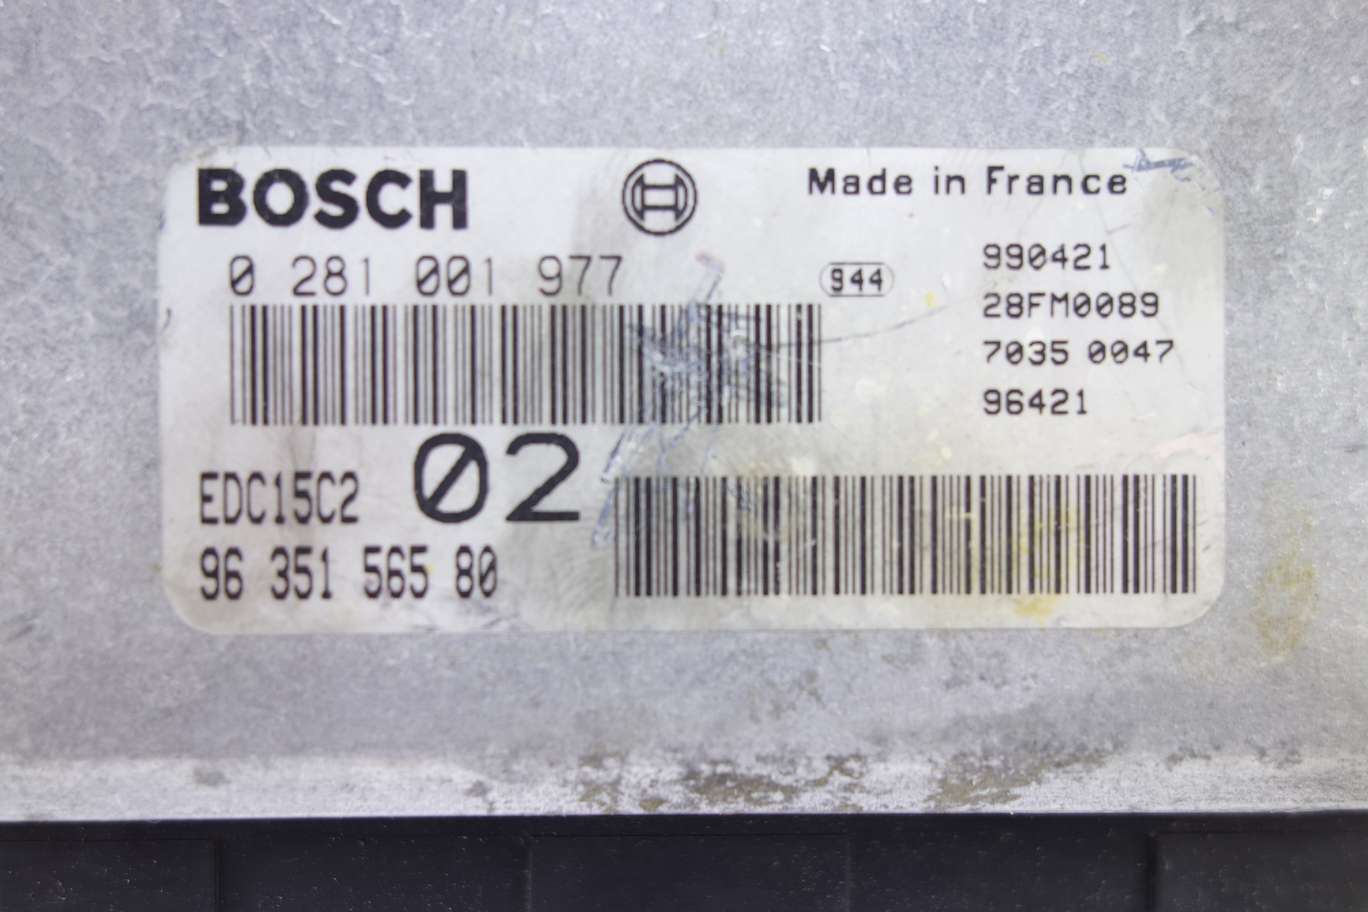 BOSCH
Made in France
0 281 001 977
944
990421
28FM0089
7035 0047
96421
EDC15C2 02
96 351 565 80